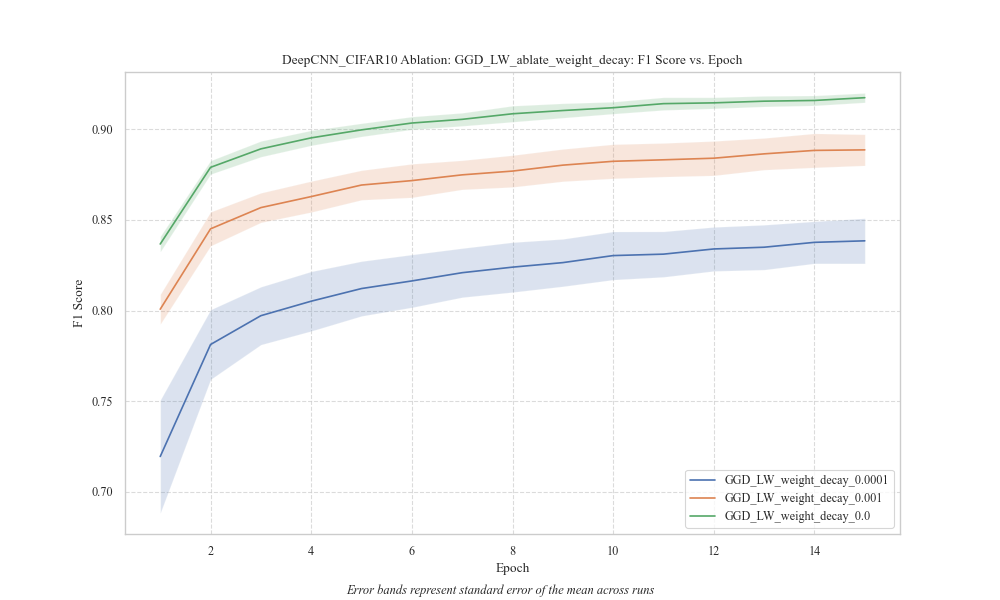 DeepCNN_CIFAR10 Ablation: GGD_LW_ablate_weight_decay: F1 Score vs. Epoch
F1 Score
0.90
0.85
0.80
0.75
0.70
GGD_LW_weight_decay_0.0001
GGD_LW_weight_decay_0.001
GGD_LW_weight_decay_0.0
2 4 6 8 10 12 14
Epoch
Error bands represent standard error of the mean across runs